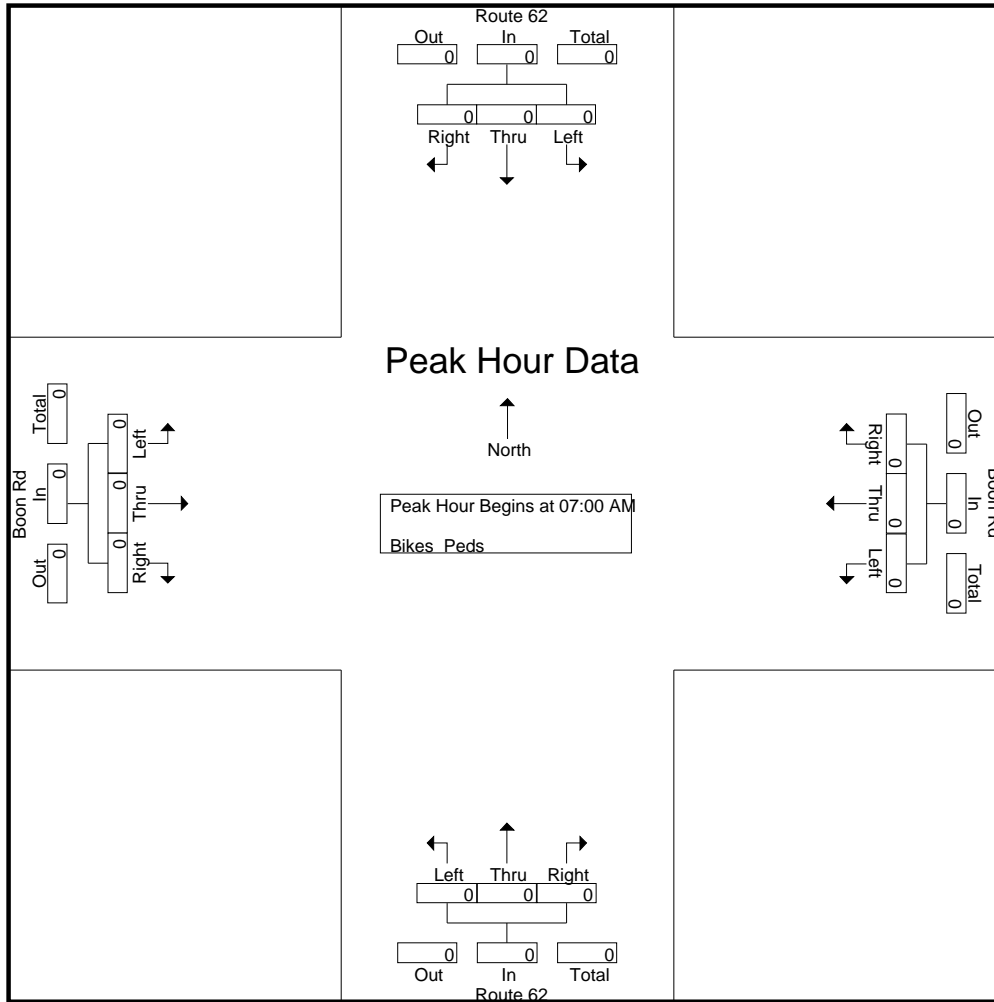 Route 62
Out In Total
0 0 0
0 0 0
Right Thru Left
Peak Hour Data
North
Peak Hour Begins at 07:00 AM
Bikes Peds
Boon Rd
Total In Out
0 0 0
0 0 0
Left Thru Right
Boon Rd
Out In Total
0 0 0
0 0 0
Right Thru Left
Left Thru Right
0 0 0
0 0 0
Out In Total
Route 62